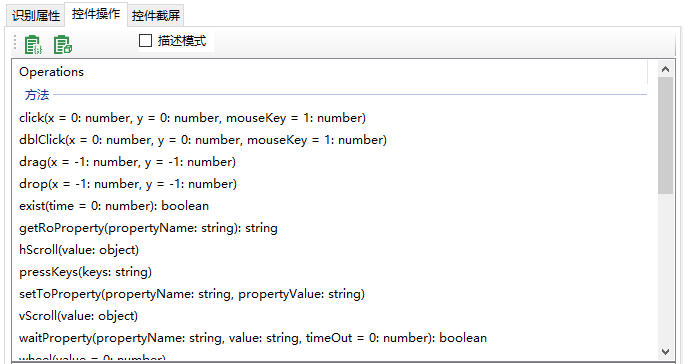 识别属性 控件操作 控件截屏
描述模式
Operations
方法
click(x = 0: number, y = 0: number, mouseKey = 1: number)
dblClick(x = 0: number, y = 0: number, mouseKey = 1: number)
drag(x = -1: number, y = -1: number)
drop(x = -1: number, y = -1: number)
exist(time = 0: number): boolean
getRoProperty(propertyName: string): string
hScroll(value: object)
pressKeys(keys: string)
setToProperty(propertyName: string, propertyValue: string)
vScroll(value: object)
waitProperty(propertyName: string, value: string, timeOut = 0: number): boolean
wheel(value = 0: number)